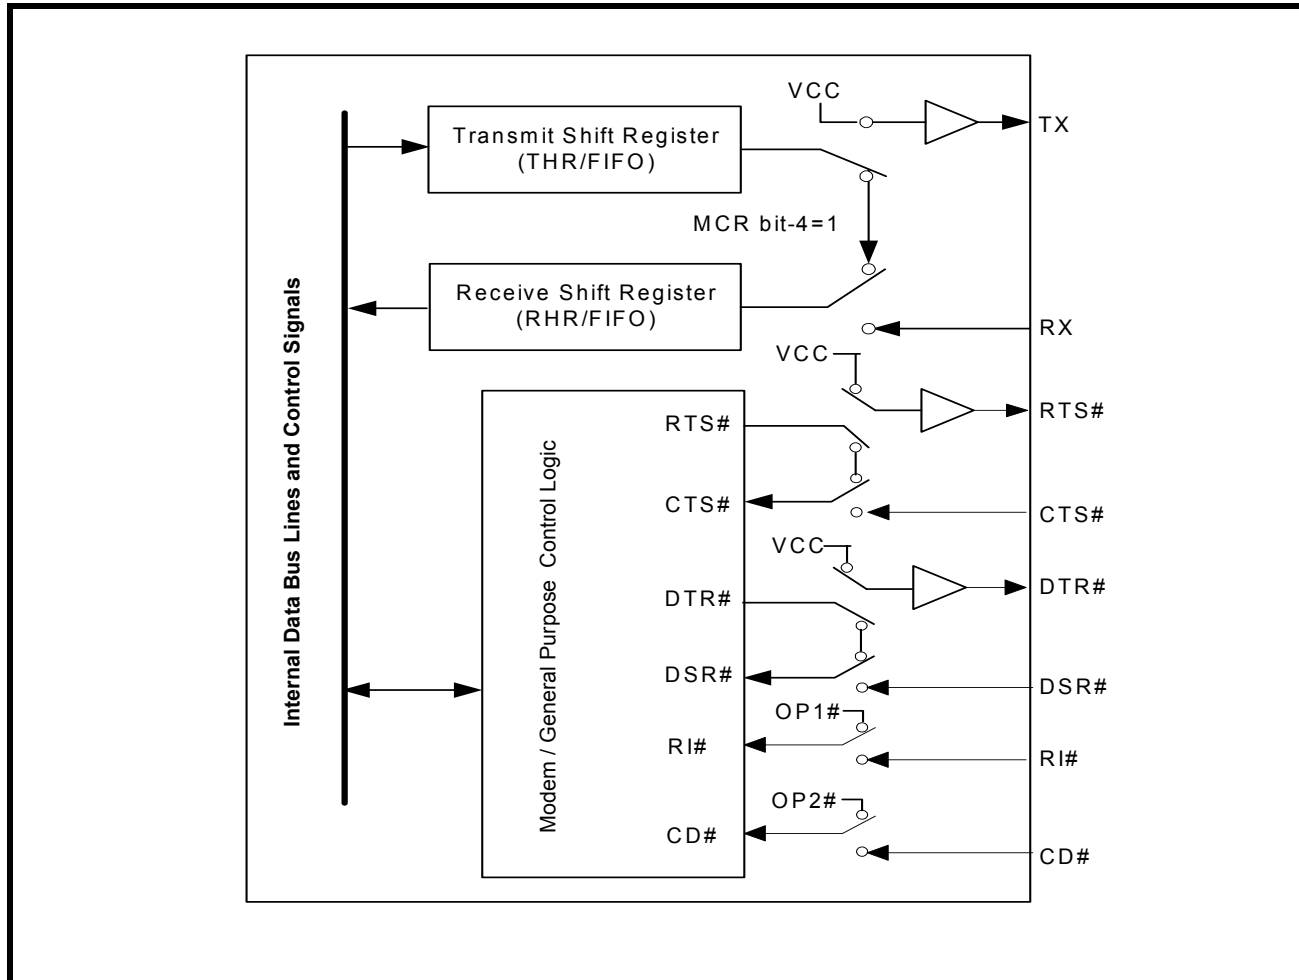 VCC
TX
Transmit Shift Register
(THR/FIFO)
MCR bit-4=1
Receive Shift Register
(RHR/FIFO)
RX
VCC
RTS#
RTS#
CTS#
CTS#
VCC
DTR#
DTR#
DSR#
DSR#
OP1#
RI#
RI#
OP2#
CD#
CD#
Internal Data Bus Lines and Control Signals
Modem / General Purpose Control Logic